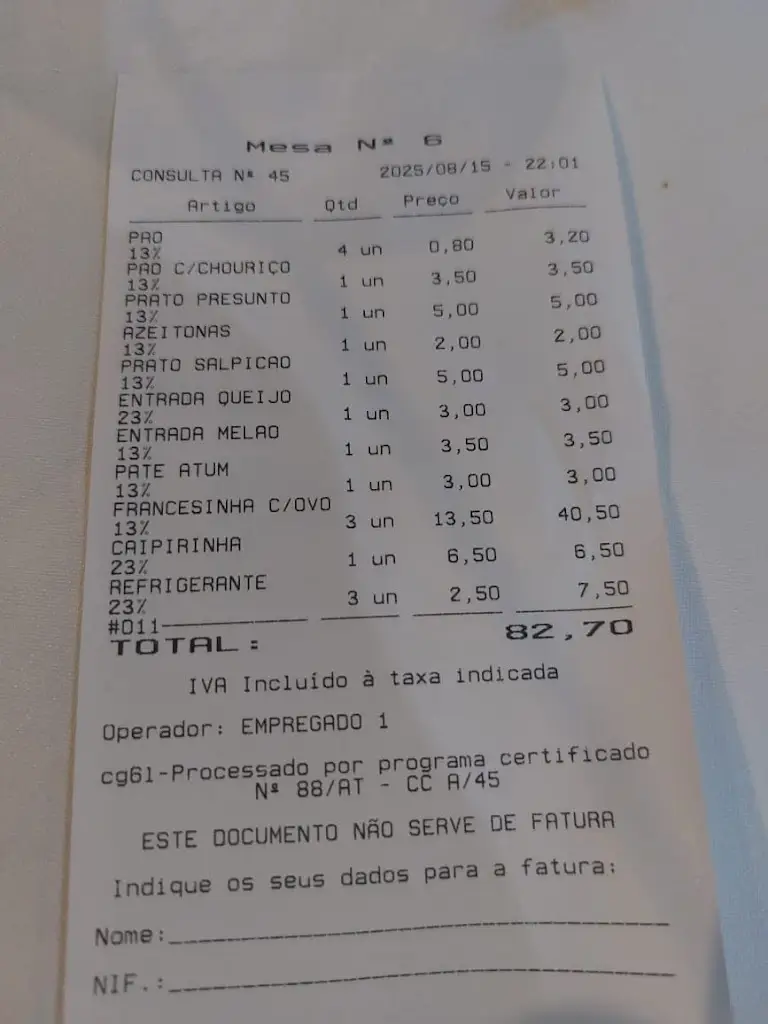 Mesa Nº 6
CONSULTA Nº 45 2025/08/15 - 22:01
Artigo Qtd Preço Valor
PAO
13% 4 un 0,80 3,20
PAO C/CHOURIÇO
13% 1 un 3,50 3,50
PRATO PRESUNTO
13% 1 un 5,00 5,00
AZEITONAS
13% 1 un 2,00 2,00
PRATO SALPICAO
13% 1 un 5,00 5,00
ENTRADA QUEIJO
23% 1 un 3,00 3,00
ENTRADA MELAO
13% 1 un 3,50 3,50
PATE ATUM
13% 1 un 3,00 3,00
FRANCESINHA C/OVO
13% 3 un 13,50 40,50
CAIPIRINHA
23% 1 un 6,50 6,50
REFRIGERANTE
23% 3 un 2,50 7,50
#011
TOTAL: 82,70
IVA Incluído à taxa indicada
Operador: EMPREGADO 1
cg6l-Processado por programa certificado
Nº 88/AT - CC A/45
ESTE DOCUMENTO NÃO SERVE DE FATURA
Indique os seus dados para a fatura:
Nome:
NIF.: